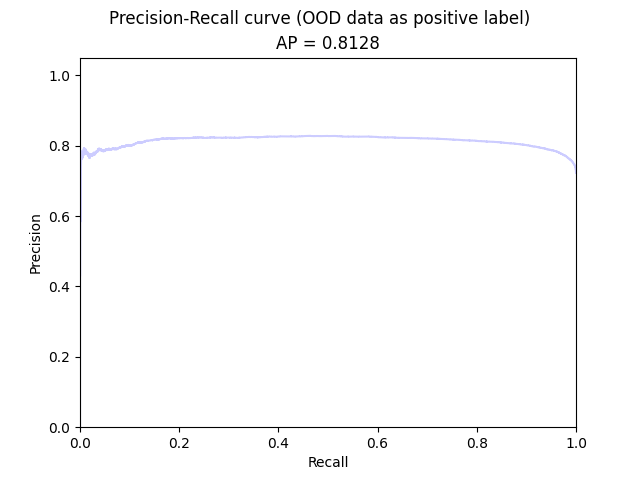 Precision-Recall curve (OOD data as positive label)
AP = 0.8128
1.0
0.8
0.6
0.4
0.2
0.0
Precision
0.0 0.2 0.4 0.6 0.8 1.0
Recall